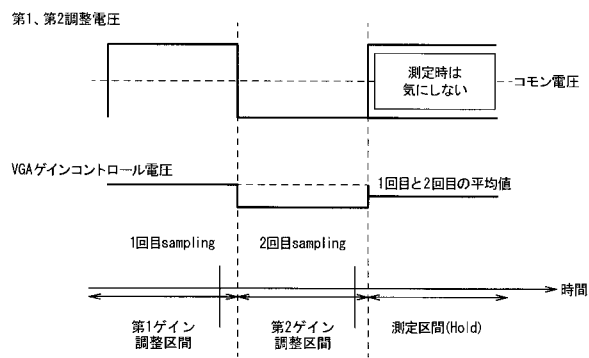 第1、第2調整電圧
測定時は
気にしない
コモン電圧
VGAゲインコントロール電圧
1回目と2回目の平均値
1回目sampling
2回目sampling
時間
第1ゲイン
調整区間
第2ゲイン
調整区間
測定区間(Hold)